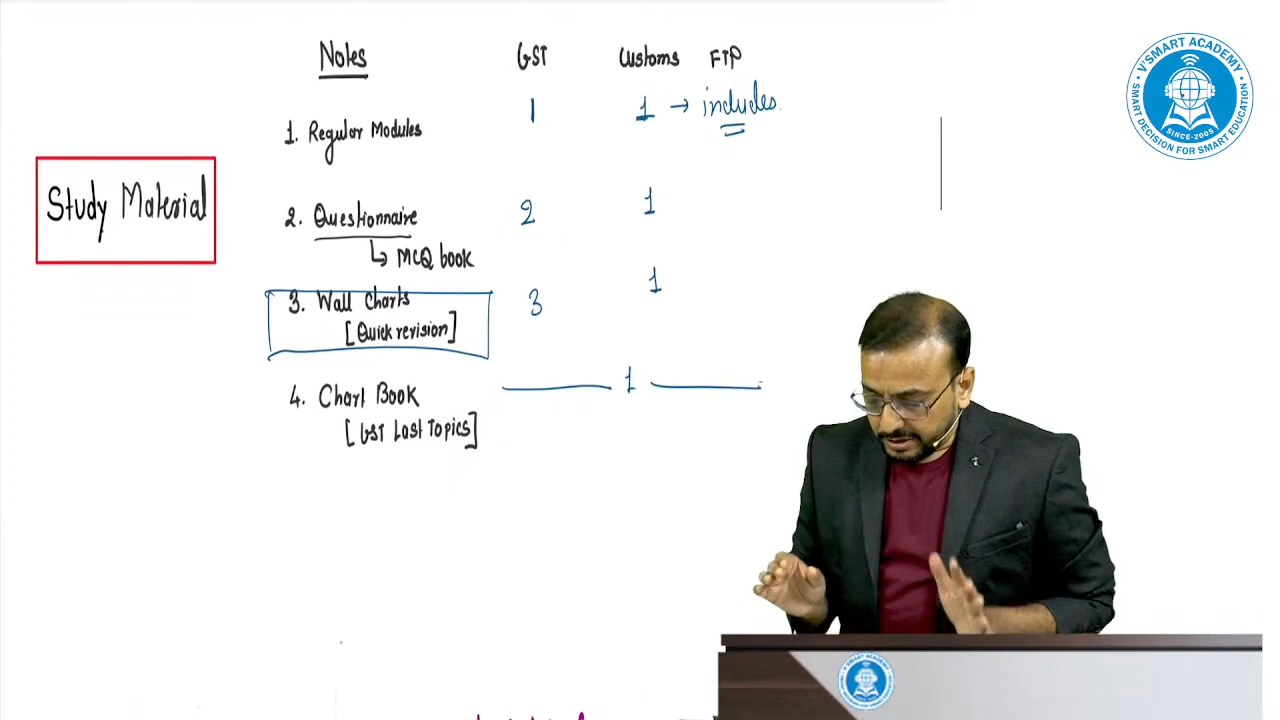 Notes GST Customs FTP
1. Regular Modules 1 1 → includes
Study Material
2. Questionnaire 2 1
↳ MCQ book
3. Wall Charts 3 1
[Quick revision]
4. Chart Book 1
[GST Last Topics]
V'SMART ACADEMY
SINCE-2005
SMART DECISION FOR SMART EDUCATION